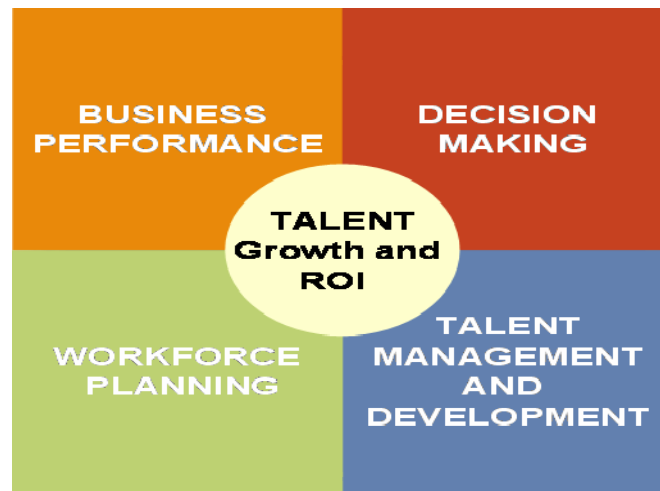 BUSINESS
PERFORMANCE
DECISION
MAKING
TALENT
Growth and
ROI
WORKFORCE
PLANNING
TALENT
MANAGEMENT
AND
DEVELOPMENT